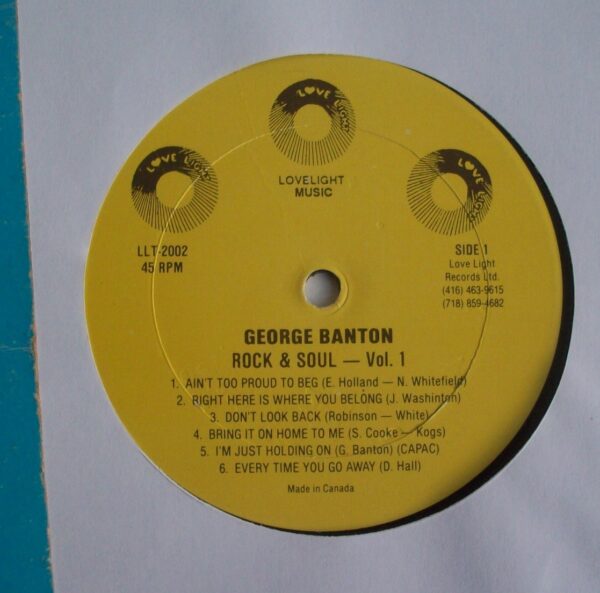 LOVE LIGHT
LOVE LIGHT
LOVE LIGHT
LOVELIGHT
MUSIC
LLT-2002
45 RPM
SIDE 1
Love Light
Records Ltd.
(416) 463-9615
(718) 859-4682
GEORGE BANTON
ROCK & SOUL — Vol. 1
1. AIN'T TOO PROUD TO BEG (E. Holland — N. Whitefield)
2. RIGHT HERE IS WHERE YOU BELONG (J. Washinton)
3. DON'T LOOK BACK (Robinson — White)
4. BRING IT ON HOME TO ME (S. Cooke — Kogs)
5. I'M JUST HOLDING ON (G. Banton) (CAPAC)
6. EVERY TIME YOU GO AWAY (D. Hall)
Made in Canada